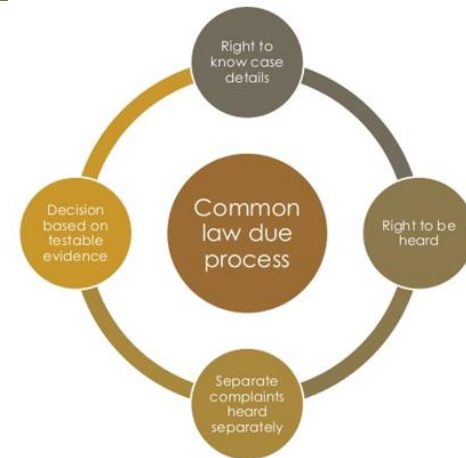 Right to
know case
details
Common
law due
process
Right to be
heard
Separate
complaints
heard
separately
Decision
based on
testable
evidence